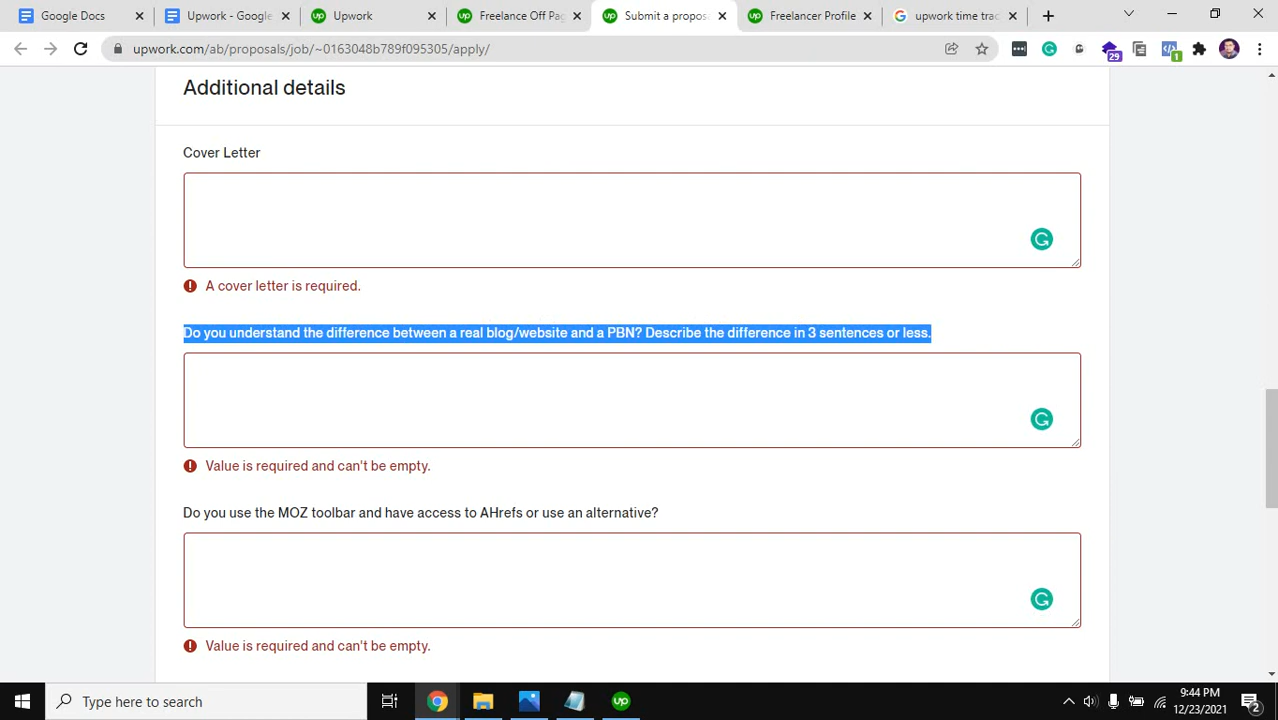 Google Docs
Upwork - Google
Upwork
Freelance Off Pag
Submit a propos
Freelancer Profile
upwork time trac
upwork.com/ab/proposals/job/~0163048b789f095305/apply/
29
1
Additional details
Cover Letter
A cover letter is required.
Do you understand the difference between a real blog/website and a PBN? Describe the difference in 3 sentences or less.
Value is required and can't be empty.
Do you use the MOZ toolbar and have access to AHrefs or use an alternative?
Value is required and can't be empty.
Type here to search
9:44 PM
12/23/2021
2